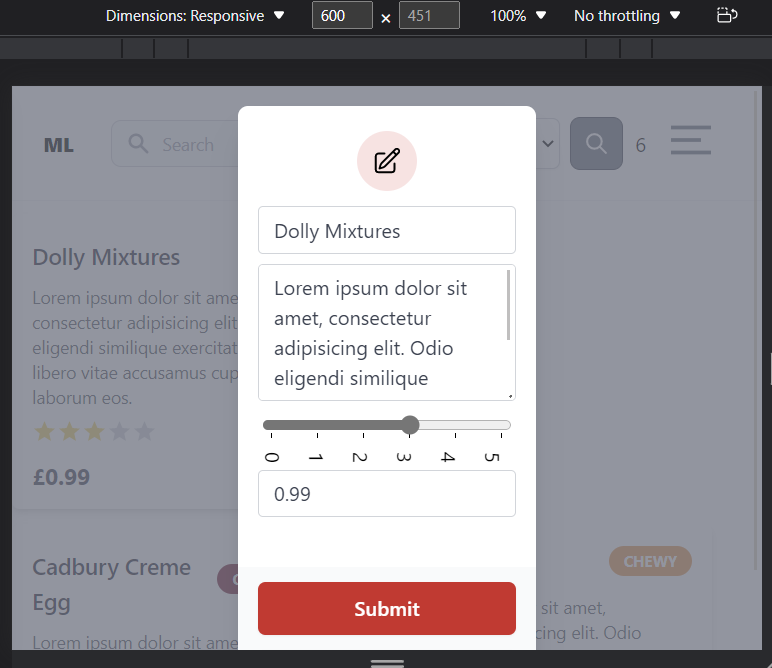 Dimensions: Responsive 600 × 451 100% No throttling
ML Search 6
Dolly Mixtures
Lorem ipsum dolor sit ame
consectetur adipisicing elit
eligendi similique exercitat
libero vitae accusamus cup
laborum eos.
£0.99
Cadbury Creme
Egg
Lorem ipsum dolor sit ame
Dolly Mixtures
Lorem ipsum dolor sit
amet, consectetur
adipisicing elit. Odio
eligendi similique
0 1 2 3 4 5
0.99
Submit
CHEWY
sit amet,
cing elit. Odio